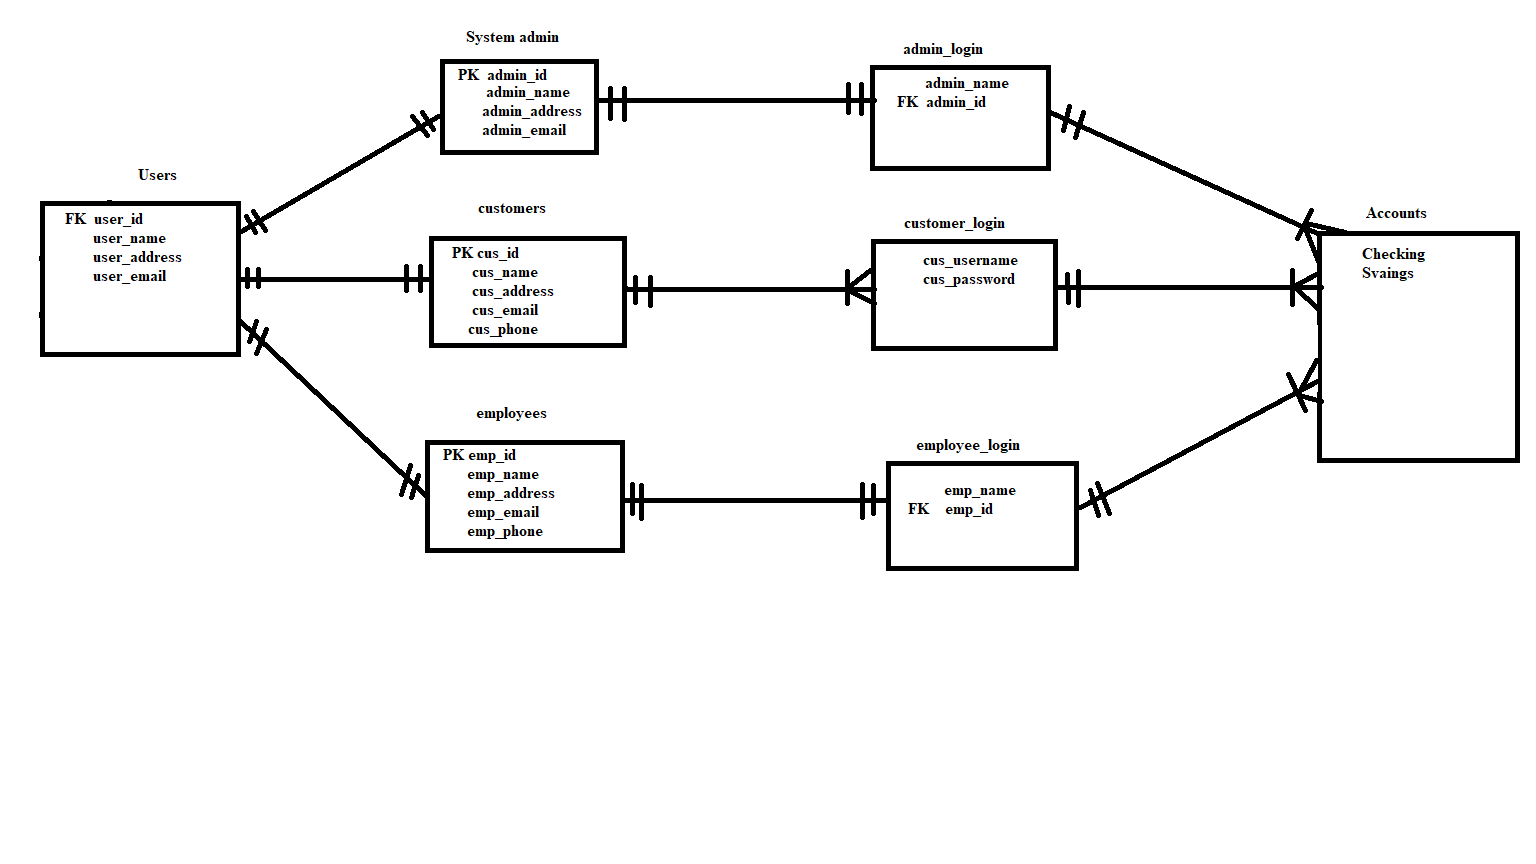 System admin
PK admin_id
admin_name
admin_address
admin_email
admin_login
admin_name
FK admin_id
Users
FK user_id
user_name
user_address
user_email
customers
PK cus_id
cus_name
cus_address
cus_email
cus_phone
customer_login
cus_username
cus_password
Accounts
Checking
Svaings
employees
PK emp_id
emp_name
emp_address
emp_email
emp_phone
employee_login
emp_name
FK emp_id